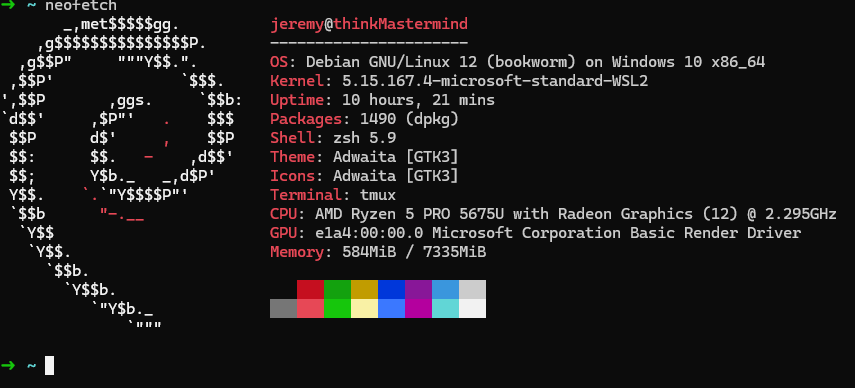 ➜ ~ neofetch
       _,met$$$$$gg.          jeremy@thinkMastermind
    ,g$$$$$$$$$$$$$$$P.       ----------------------
  ,g$$P"     """Y$$.".        OS: Debian GNU/Linux 12 (bookworm) on Windows 10 x86_64
 ,$$P'              `$$$.     Kernel: 5.15.167.4-microsoft-standard-WSL2
',$$P       ,ggs.     `$$b:   Uptime: 10 hours, 21 mins
`d$$'     ,$P"'   .    $$$    Packages: 1490 (dpkg)
 $$P      d$'     ,    $$P    Shell: zsh 5.9
 $$:      $$.   -    ,d$$'    Theme: Adwaita [GTK3]
 $$;      Y$b._   _,d$P'      Icons: Adwaita [GTK3]
 Y$$.    `.`"Y$$$$P"'         Terminal: tmux
 `$$b      "-.__              CPU: AMD Ryzen 5 PRO 5675U with Radeon Graphics (12) @ 2.295GHz
  `Y$$                        GPU: e1a4:00:00.0 Microsoft Corporation Basic Render Driver
   `Y$$.                      Memory: 584MiB / 7335MiB
     `$$b.
       `Y$$b.
          `"Y$b._
              `"""
➜ ~